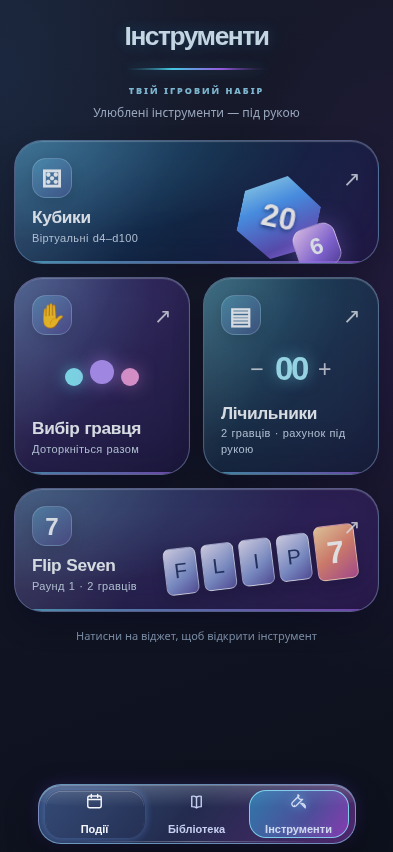 Інструменти
ТВІЙ ІГРОВИЙ НАБІР
Улюблені інструменти — під рукою
20
6
Кубики
Віртуальні d4–d100
− 00 +
Вибір гравця
Доторкніться разом
Лічильники
2 гравців · рахунок під
рукою
7
F L I P 7
Flip Seven
Раунд 1 · 2 гравців
Натисни на віджет, щоб відкрити інструмент
Події
Бібліотека
Інструменти